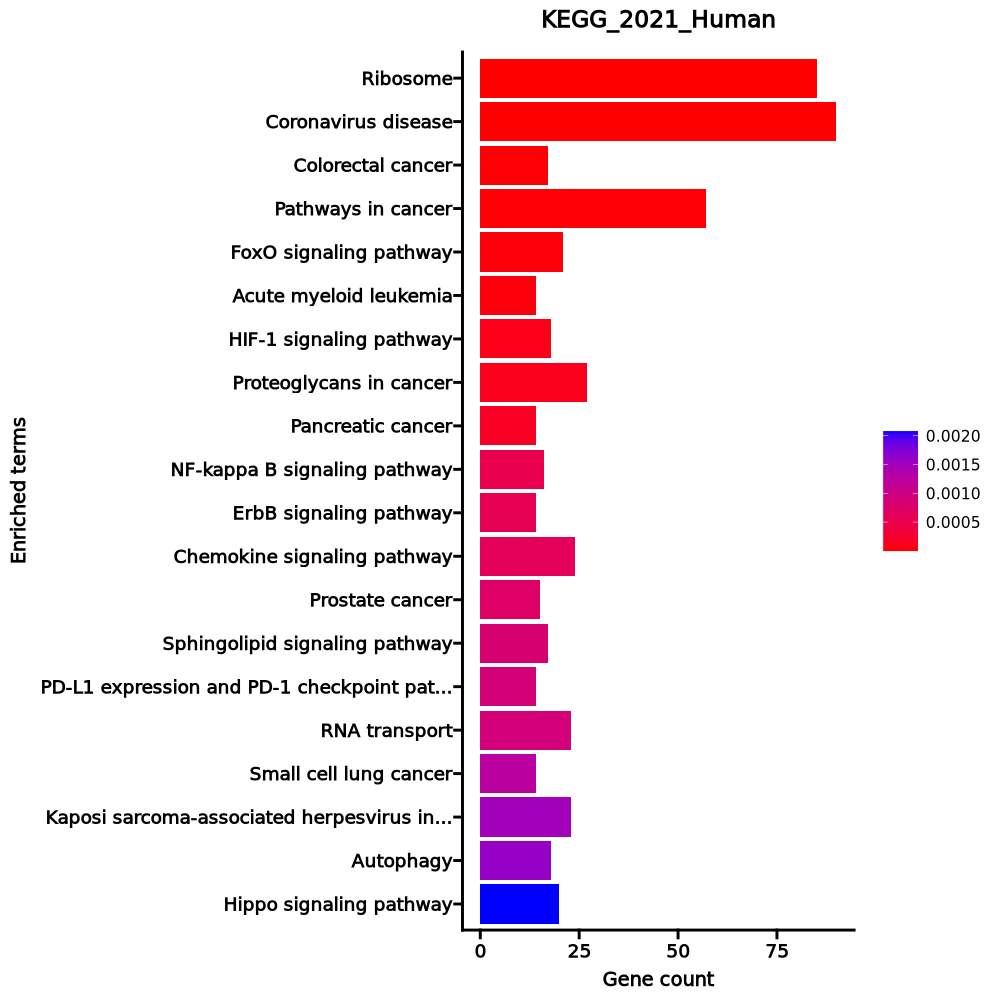 KEGG_2021_Human
Ribosome
Coronavirus disease
Colorectal cancer
Pathways in cancer
FoxO signaling pathway
Acute myeloid leukemia
HIF-1 signaling pathway
Proteoglycans in cancer
Pancreatic cancer
NF-kappa B signaling pathway
ErbB signaling pathway
Chemokine signaling pathway
Prostate cancer
Sphingolipid signaling pathway
PD-L1 expression and PD-1 checkpoint pat...
RNA transport
Small cell lung cancer
Kaposi sarcoma-associated herpesvirus in...
Autophagy
Hippo signaling pathway
Enriched terms
0 25 50 75
Gene count
0.0020
0.0015
0.0010
0.0005